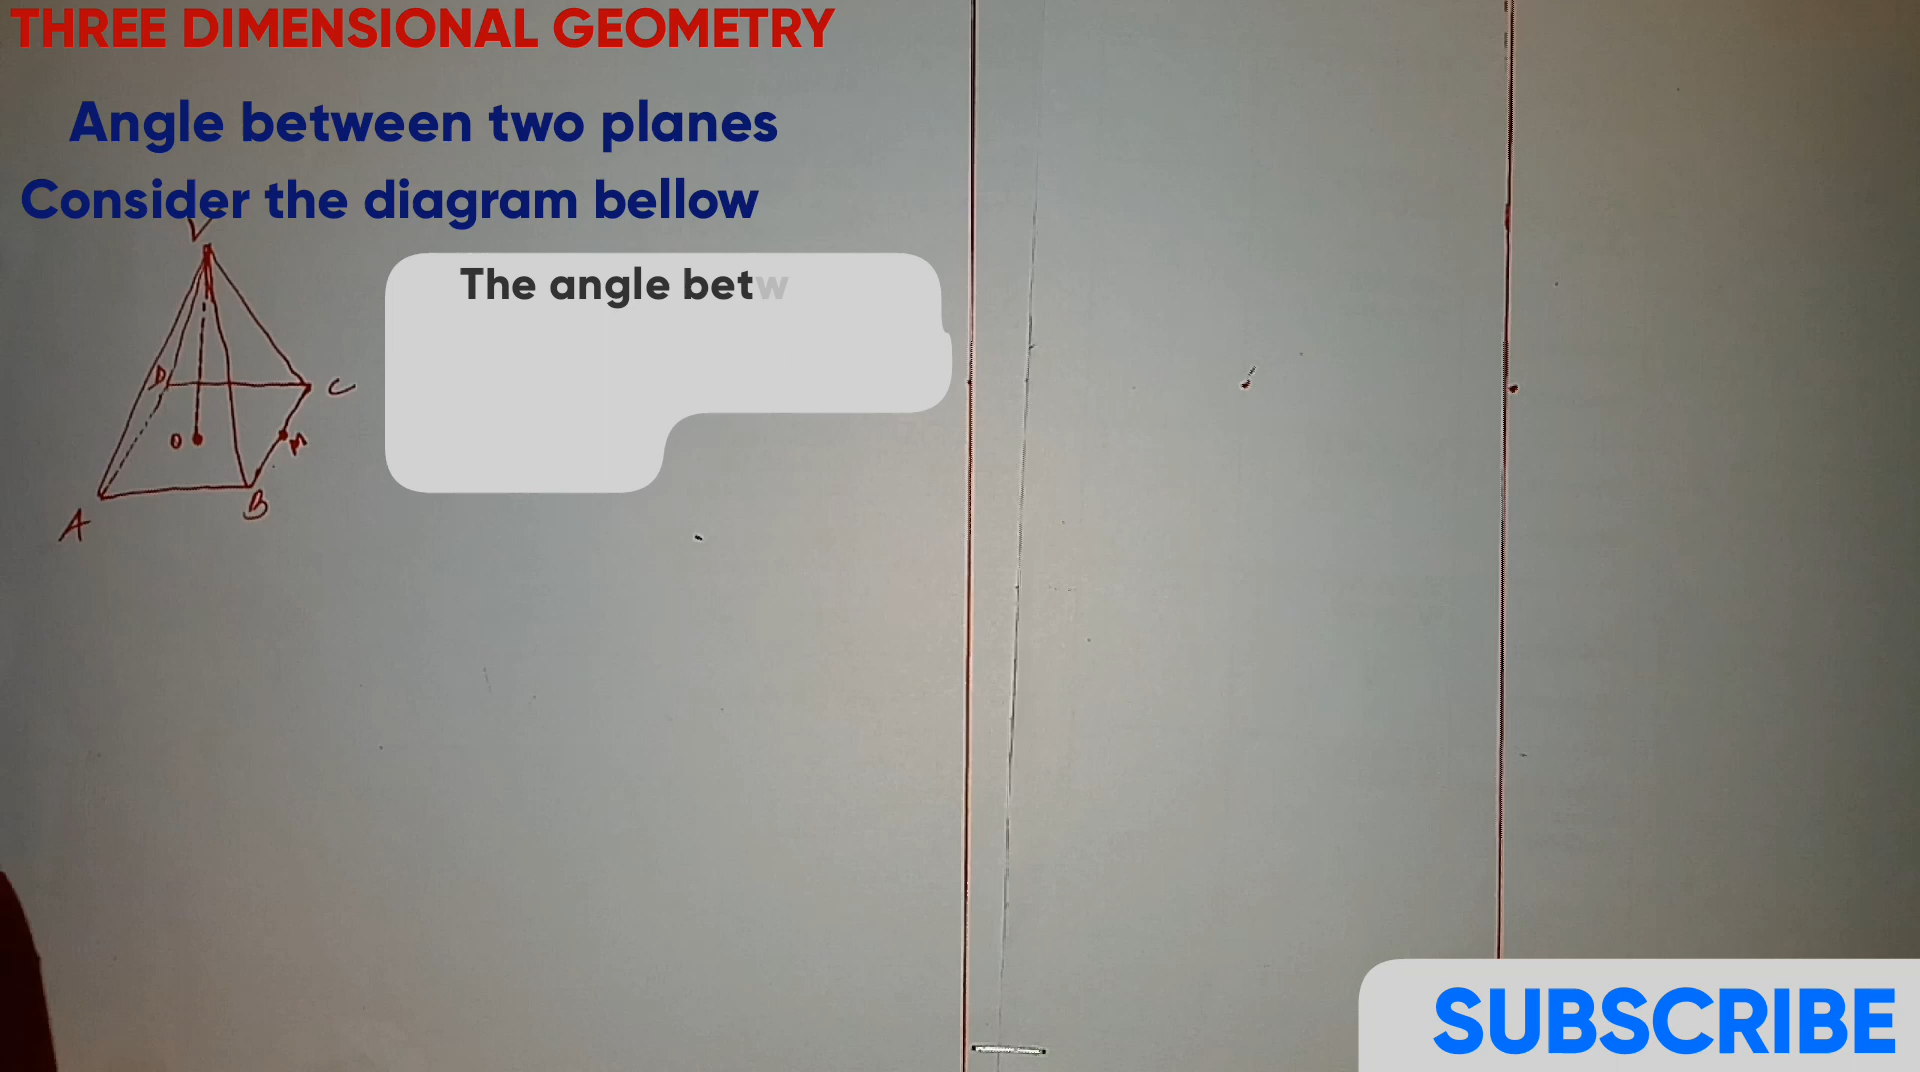 THREE DIMENSIONAL GEOMETRY
Angle between two planes
Consider the diagram bellow
V
The angle betw
D
C
O
M
B
A
SUBSCRIBE